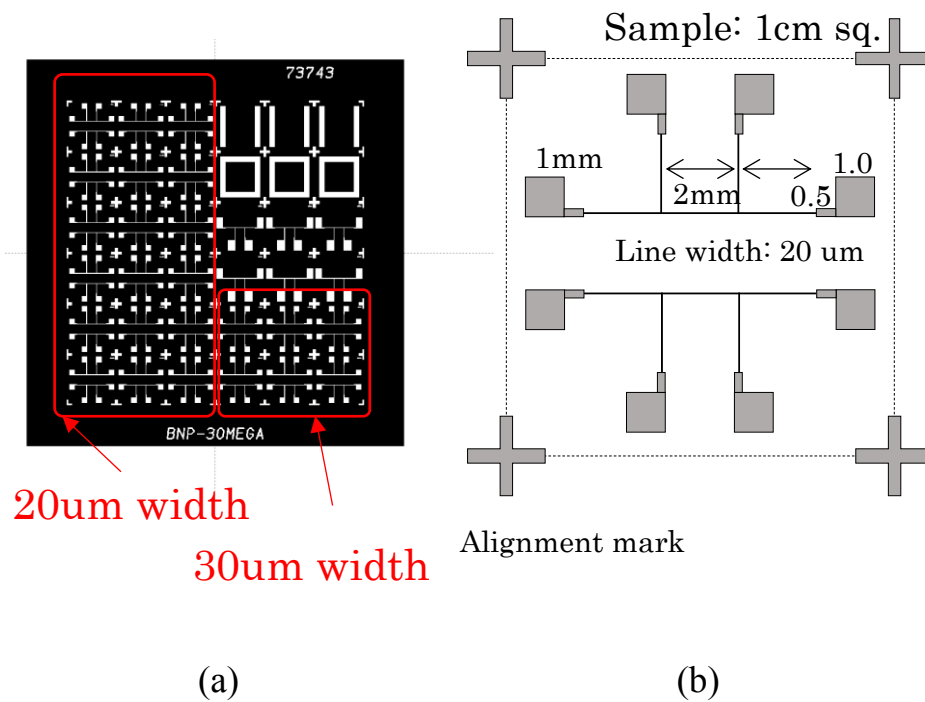 73743
BNP-30MEGA
20um width
30um width
(a)
Sample: 1cm sq.
1mm
2mm
1.0
0.5
Line width: 20 um
Alignment mark
(b)